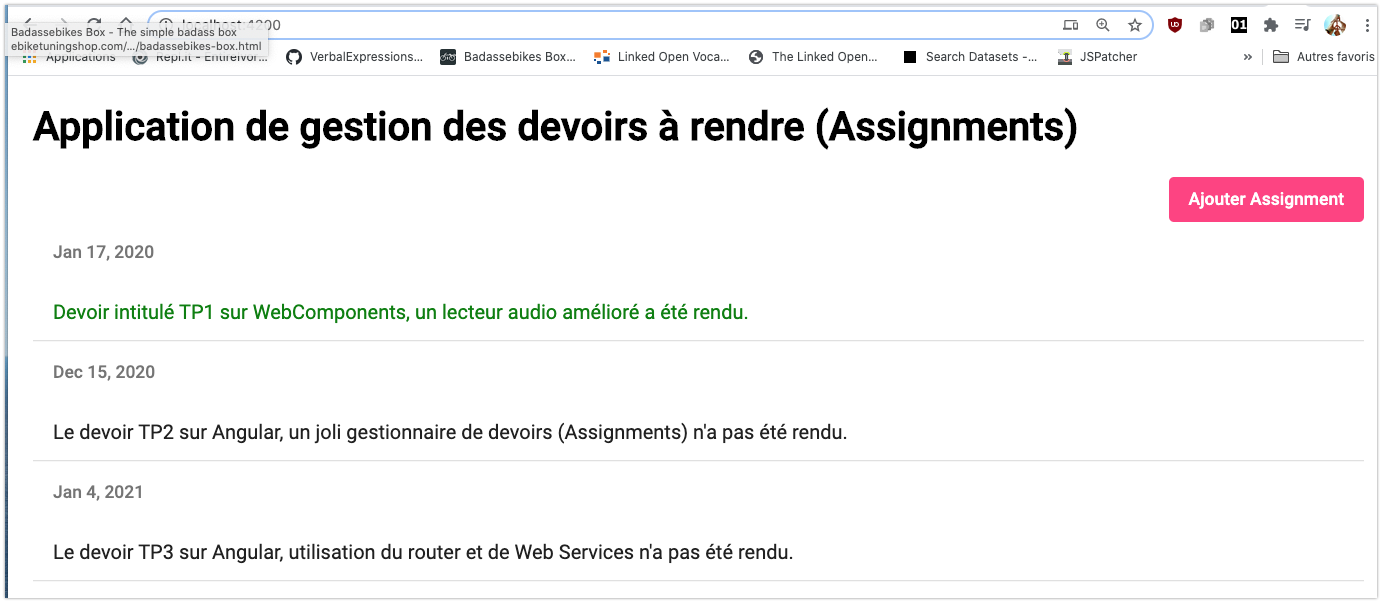 localhost:4200
Badassebikes Box - The simple badass box
ebiketuningshop.com/.../badassebikes-box.html
Applications
Repl.it - Entirelvor...
VerbalExpressions...
Badassebikes Box...
Linked Open Voca...
The Linked Open...
Search Datasets -...
JSPatcher
»
Autres favoris
01
Application de gestion des devoirs à rendre (Assignments)
Ajouter Assignment
Jan 17, 2020
Devoir intitulé TP1 sur WebComponents, un lecteur audio amélioré a été rendu.
Dec 15, 2020
Le devoir TP2 sur Angular, un joli gestionnaire de devoirs (Assignments) n'a pas été rendu.
Jan 4, 2021
Le devoir TP3 sur Angular, utilisation du router et de Web Services n'a pas été rendu.